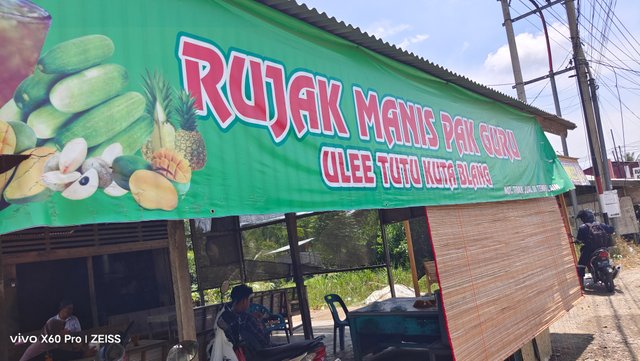 RUJAK MANIS PAK GURU
ULEE TUTU KUTA BLANG
vivo X60 Pro | ZEISS